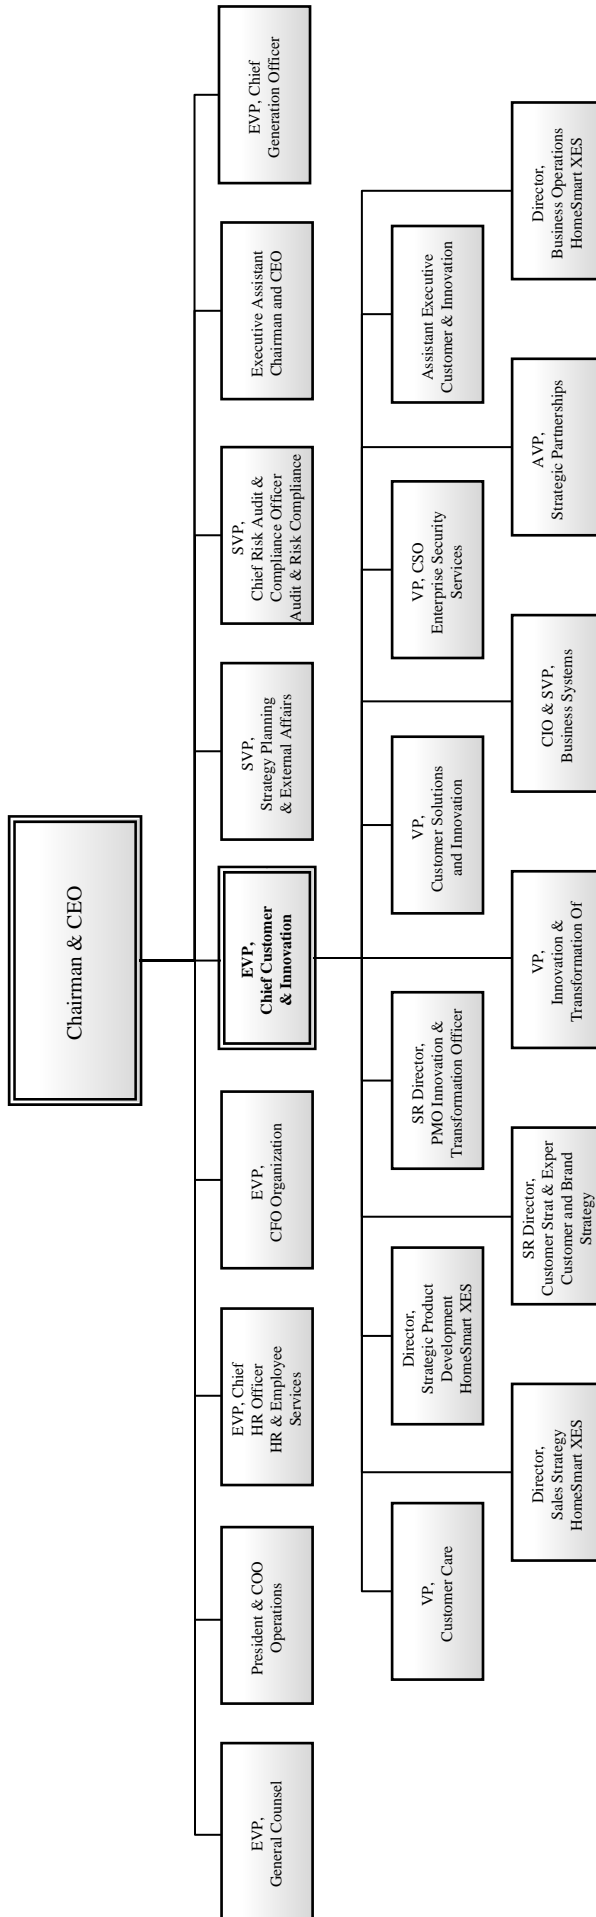 Chairman & CEO
EVP,
General Counsel
President & COO
Operations
EVP, Chief
HR Officer
HR & Employee
Services
EVP,
CFO Organization
EVP,
Chief Customer
& Innovation
SVP,
Strategy Planning
& External Affairs
SVP,
Chief Risk Audit &
Compliance Officer
Audit & Risk Compliance
Executive Assistant
Chairman and CEO
EVP, Chief
Generation Officer
VP,
Customer Care
Director,
Strategic Product
Development
HomeSmart XES
SR Director,
PMO Innovation &
Transformation Officer
VP,
Customer Solutions
and Innovation
VP, CSO
Enterprise Security
Services
Assistant Executive
Customer & Innovation
Director,
Sales Strategy
HomeSmart XES
SR Director,
Customer Strat & Exper
Customer and Brand
Strategy
VP,
Innovation &
Transformation Of
CIO & SVP,
Business Systems
AVP,
Strategic Partnerships
Director,
Business Operations
HomeSmart XES